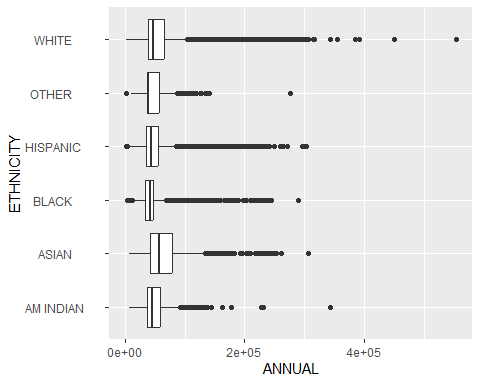 WHITE
OTHER
HISPANIC
BLACK
ASIAN
AM INDIAN
ETHNICITY
0e+00 2e+05 4e+05
ANNUAL